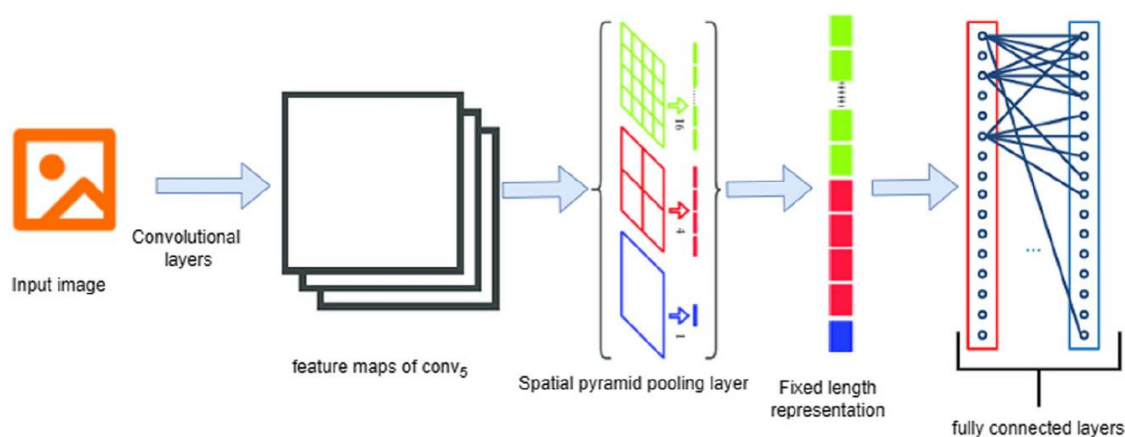 Input image
Convolutional
layers
feature maps of conv5
16
4
1
Spatial pyramid pooling layer
Fixed length
representation
...
fully connected layers